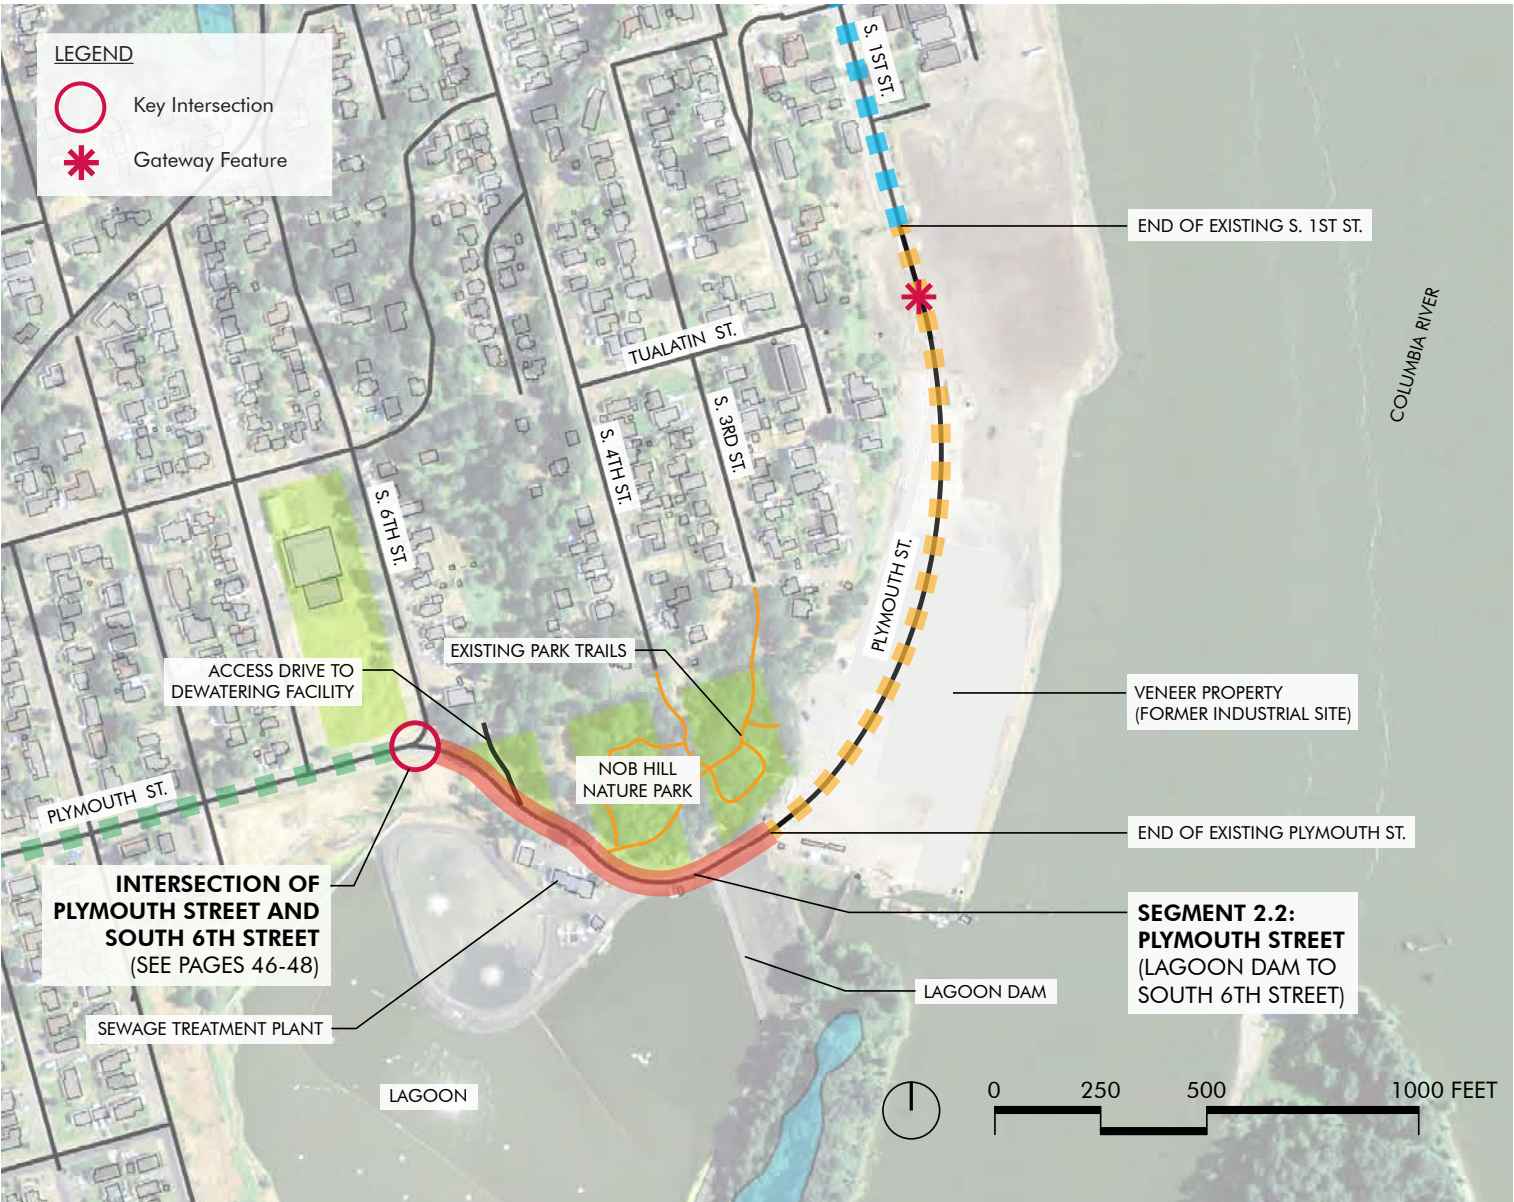 LEGEND
Key Intersection
Gateway Feature
S. 1ST ST.
END OF EXISTING S. 1ST ST.
COLUMBIA RIVER
TUALATIN ST.
S. 3RD ST.
S. 4TH ST.
S. 6TH ST.
PLYMOUTH ST.
EXISTING PARK TRAILS
ACCESS DRIVE TO
DEWATERING FACILITY
VENEER PROPERTY
(FORMER INDUSTRIAL SITE)
NOB HILL
NATURE PARK
PLYMOUTH ST.
END OF EXISTING PLYMOUTH ST.
INTERSECTION OF
PLYMOUTH STREET AND
SOUTH 6TH STREET
(SEE PAGES 46-48)
SEGMENT 2.2:
PLYMOUTH STREET
(LAGOON DAM TO
SOUTH 6TH STREET)
LAGOON DAM
SEWAGE TREATMENT PLANT
LAGOON
0 250 500 1000 FEET